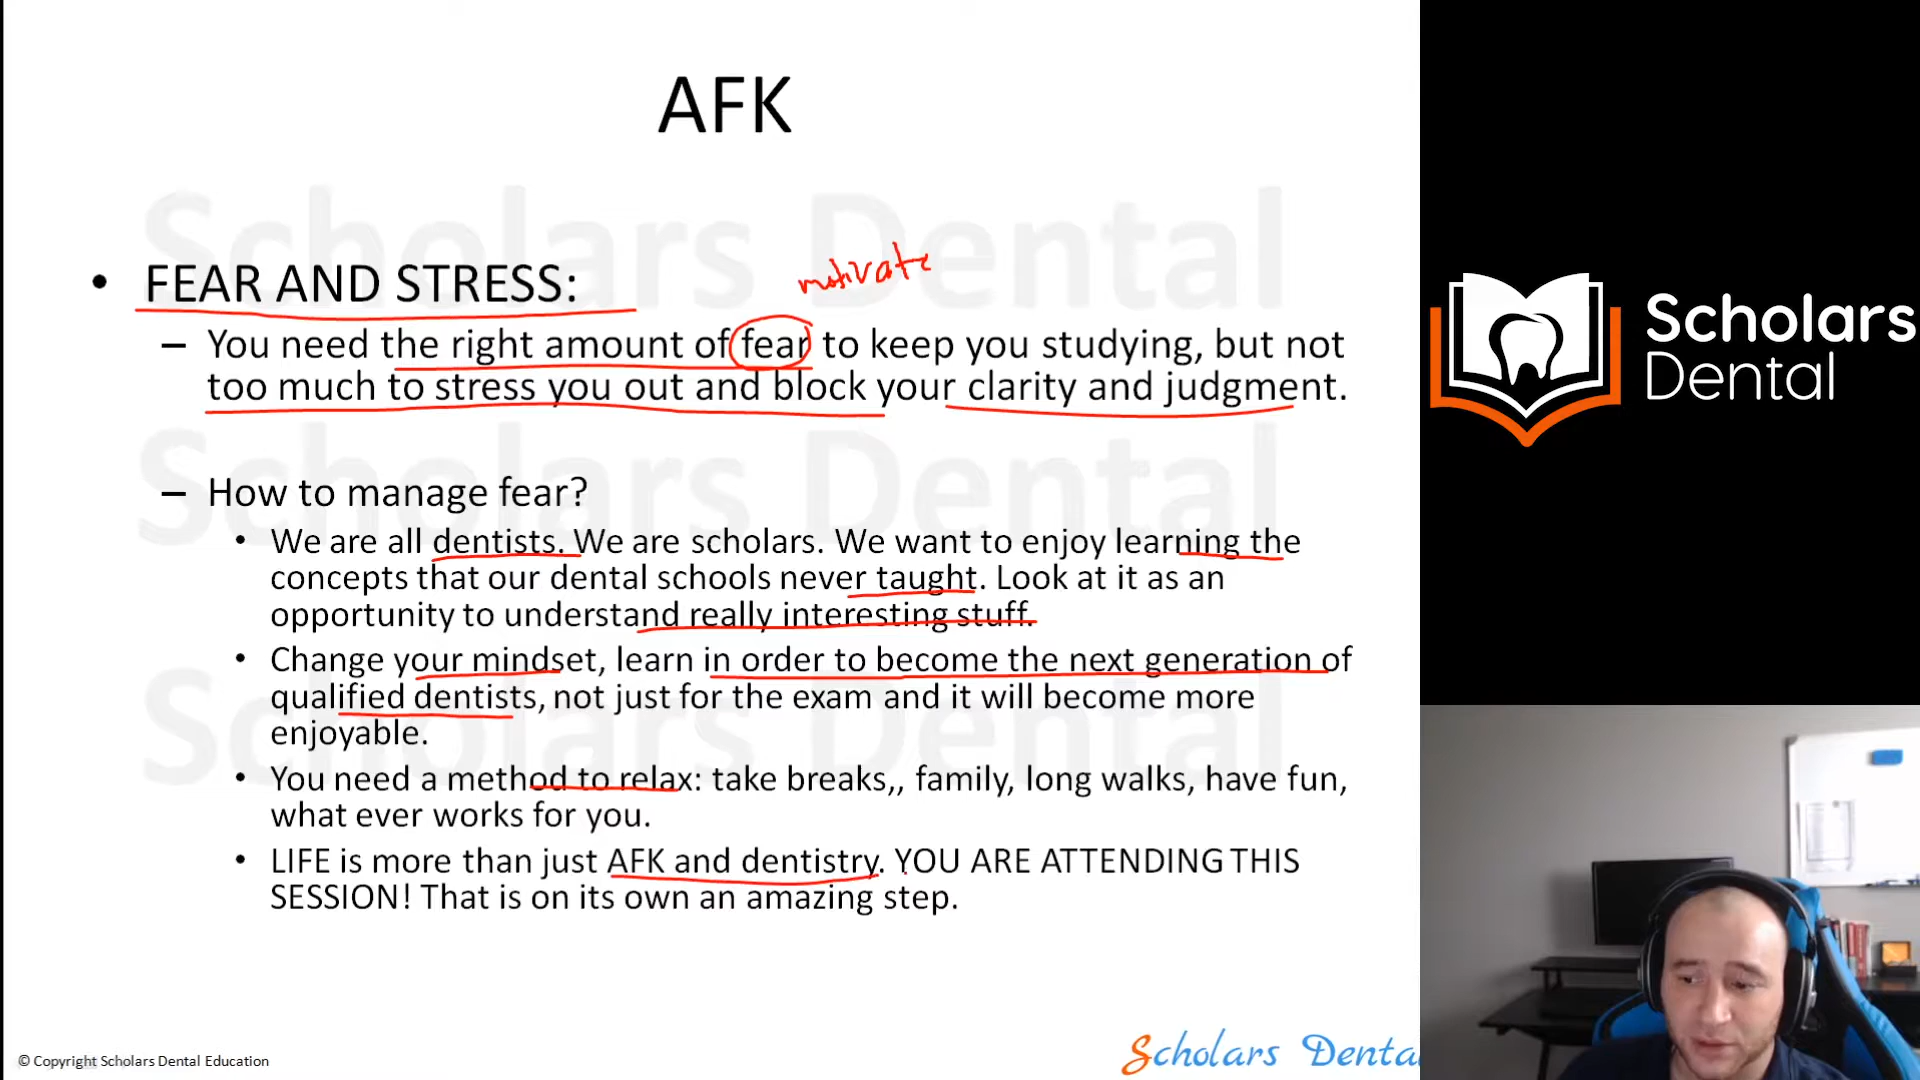 AFK
• FEAR AND STRESS:
motivate
– You need the right amount of fear to keep you studying, but not
too much to stress you out and block your clarity and judgment.
– How to manage fear?
• We are all dentists. We are scholars. We want to enjoy learning the
concepts that our dental schools never taught. Look at it as an
opportunity to understand really interesting stuff.
• Change your mindset, learn in order to become the next generation of
qualified dentists, not just for the exam and it will become more
enjoyable.
• You need a method to relax: take breaks,, family, long walks, have fun,
what ever works for you.
• LIFE is more than just AFK and dentistry. YOU ARE ATTENDING THIS
SESSION! That is on its own an amazing step.
Scholars Dental
Scholars Dental
Scholars Dental
© Copyright Scholars Dental Education
Scholars Denta
Scholars
Dental